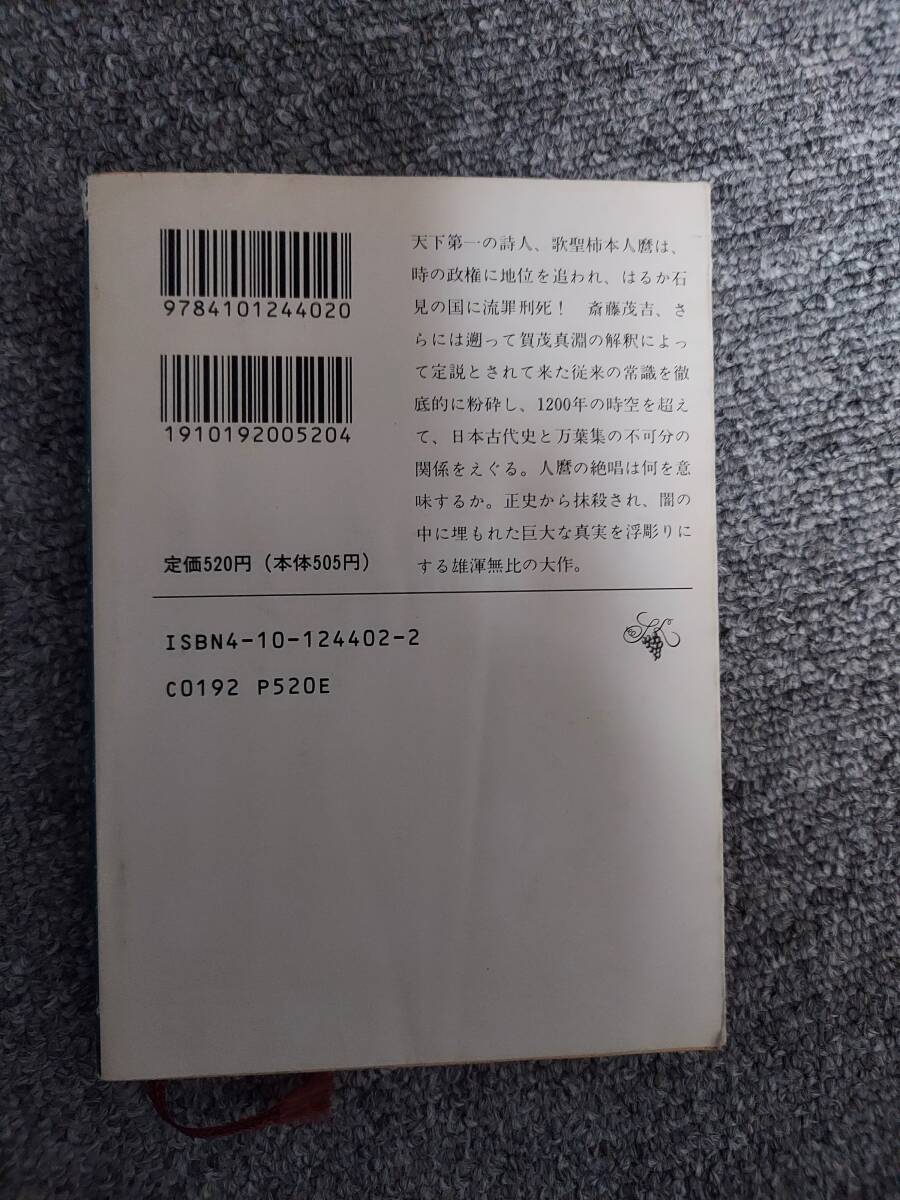 9784101244020
1910192005204
定価520円（本体505円）
天下第一の詩人、歌聖柿本人麿は、
時の政権に地位を追われ、はるか石
見の国に流罪刑死！　斎藤茂吉、さ
らには遡って賀茂真淵の解釈によっ
て定説とされて来た従来の常識を徹
底的に粉砕し、1200年の時空を超え
て、日本古代史と万葉集の不可分の
関係をえぐる。人麿の絶唱は何を意
味するか。正史から抹殺され、闇の
中に埋もれた巨大な真実を浮彫りに
する雄渾無比の大作。
ISBN4-10-124402-2
C0192 P520E